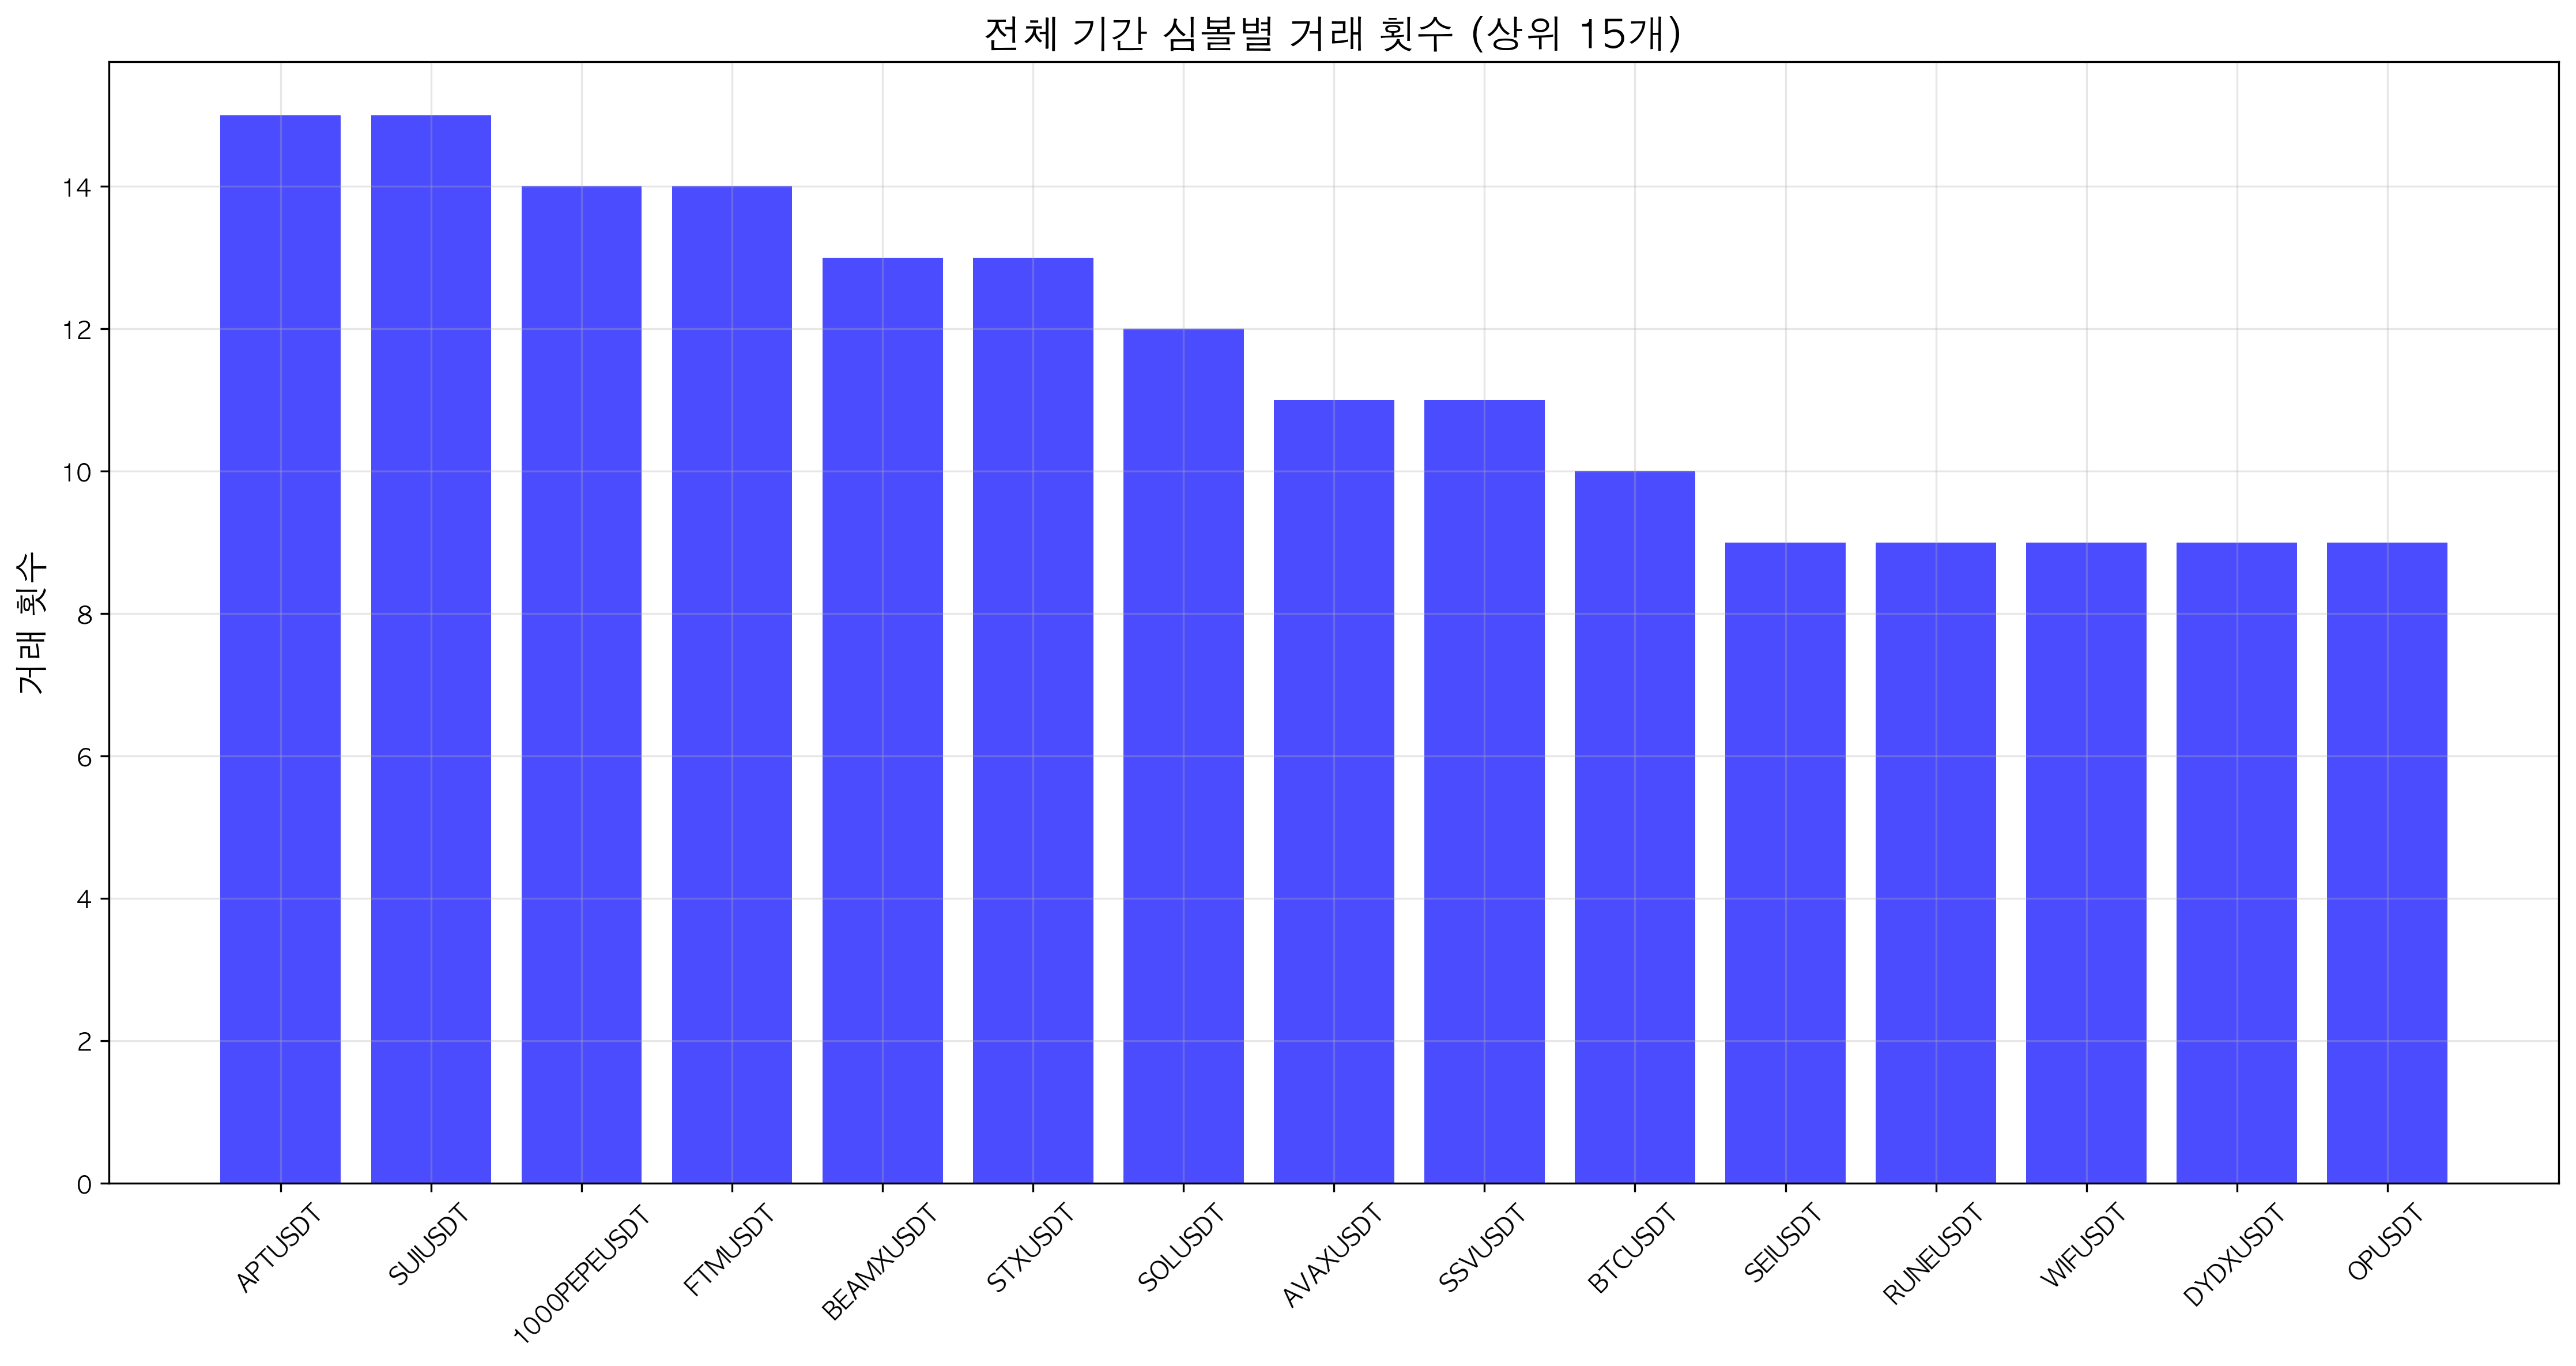 전체 기간 심볼별 거래 횟수 (상위 15개)
거래 횟수
14
12
10
8
6
4
2
0
APTUSDT
SUIUSDT
1000PEPEUSDT
FTMUSDT
BEAMXUSDT
STXUSDT
SOLUSDT
AVAXUSDT
SSVUSDT
BTCUSDT
SEIUSDT
RUNEUSDT
WIFUSDT
DYDXUSDT
OPUSDT